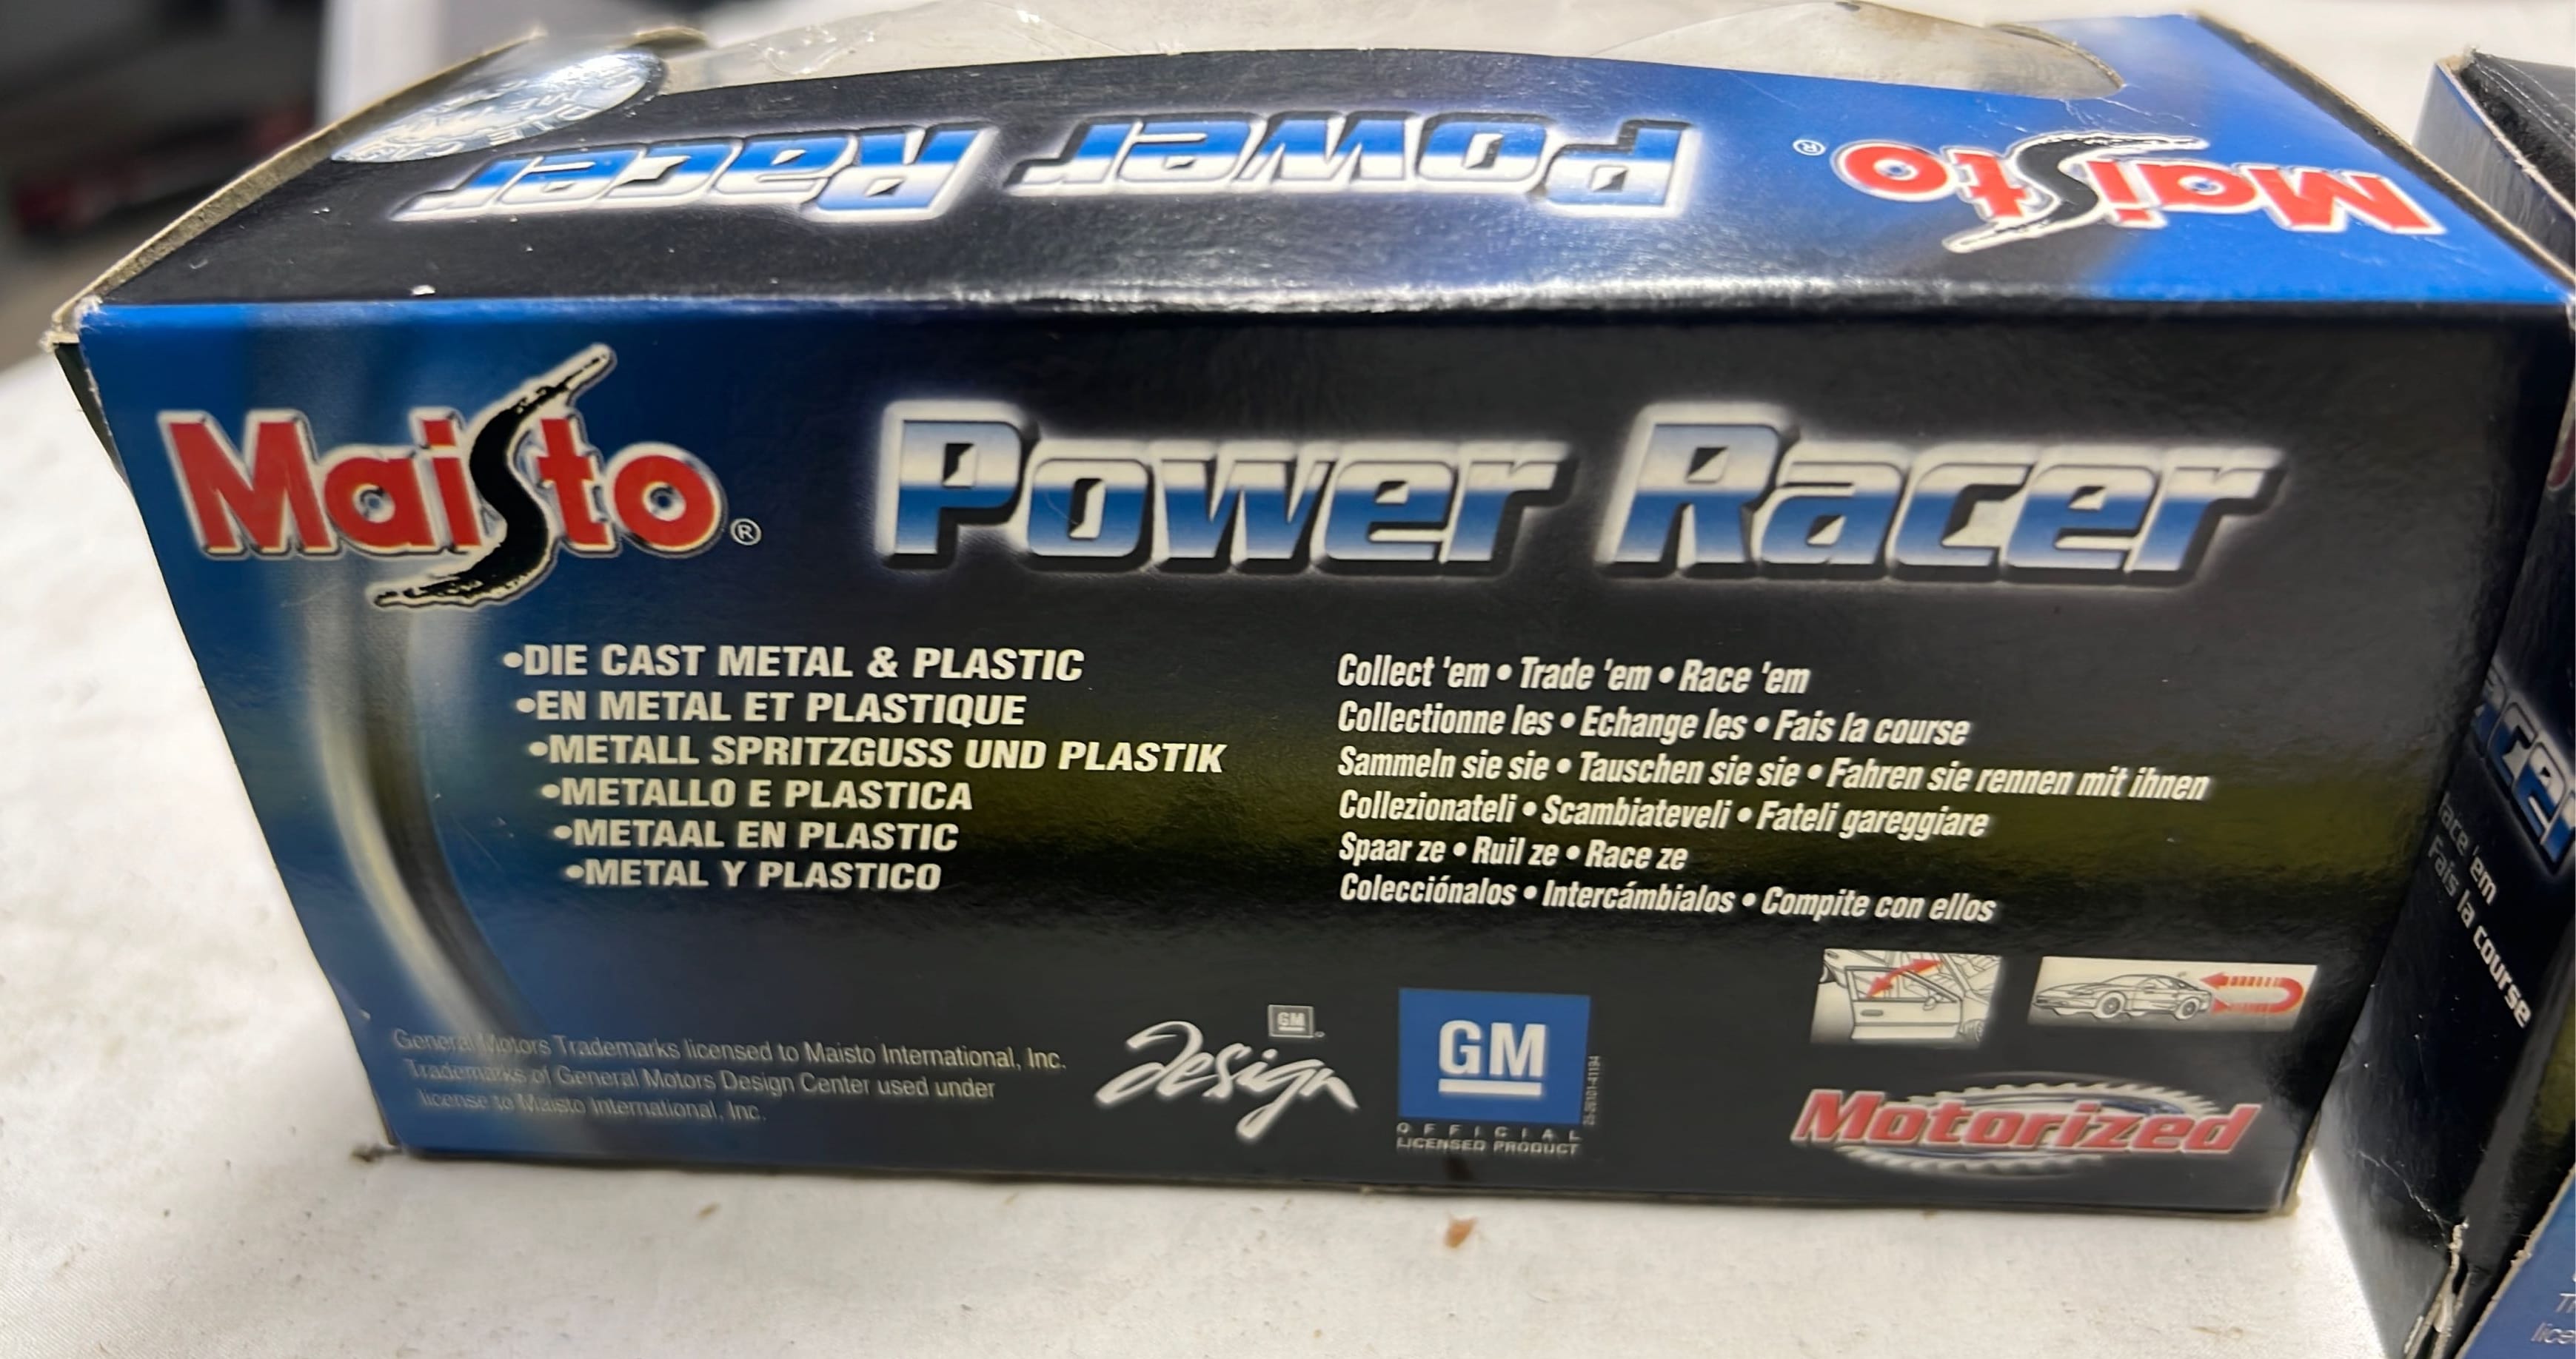 Power Racer
Maisto®
Maisto® Power Racer
•DIE CAST METAL & PLASTIC
•EN METAL ET PLASTIQUE
•METALL SPRITZGUSS UND PLASTIK
•METALLO E PLASTICA
•METAAL EN PLASTIC
•METAL Y PLASTICO
Collect 'em • Trade 'em • Race 'em
Collectionne les • Echange les • Fais la course
Sammeln sie sie • Tauschen sie sie • Fahren sie rennen mit ihnen
Collezionateli • Scambiateveli • Fateli gareggiare
Spaar ze • Ruil ze • Race ze
Colecciónalos • Intercámbialos • Compite con ellos
General Motors Trademarks licensed to Maisto International, Inc.
Trademarks of General Motors Design Center used under
license to Maisto International, Inc.
GM
Design
GM
OFFICIAL
LICENSED PRODUCT
Motorized
'em
Fais la course